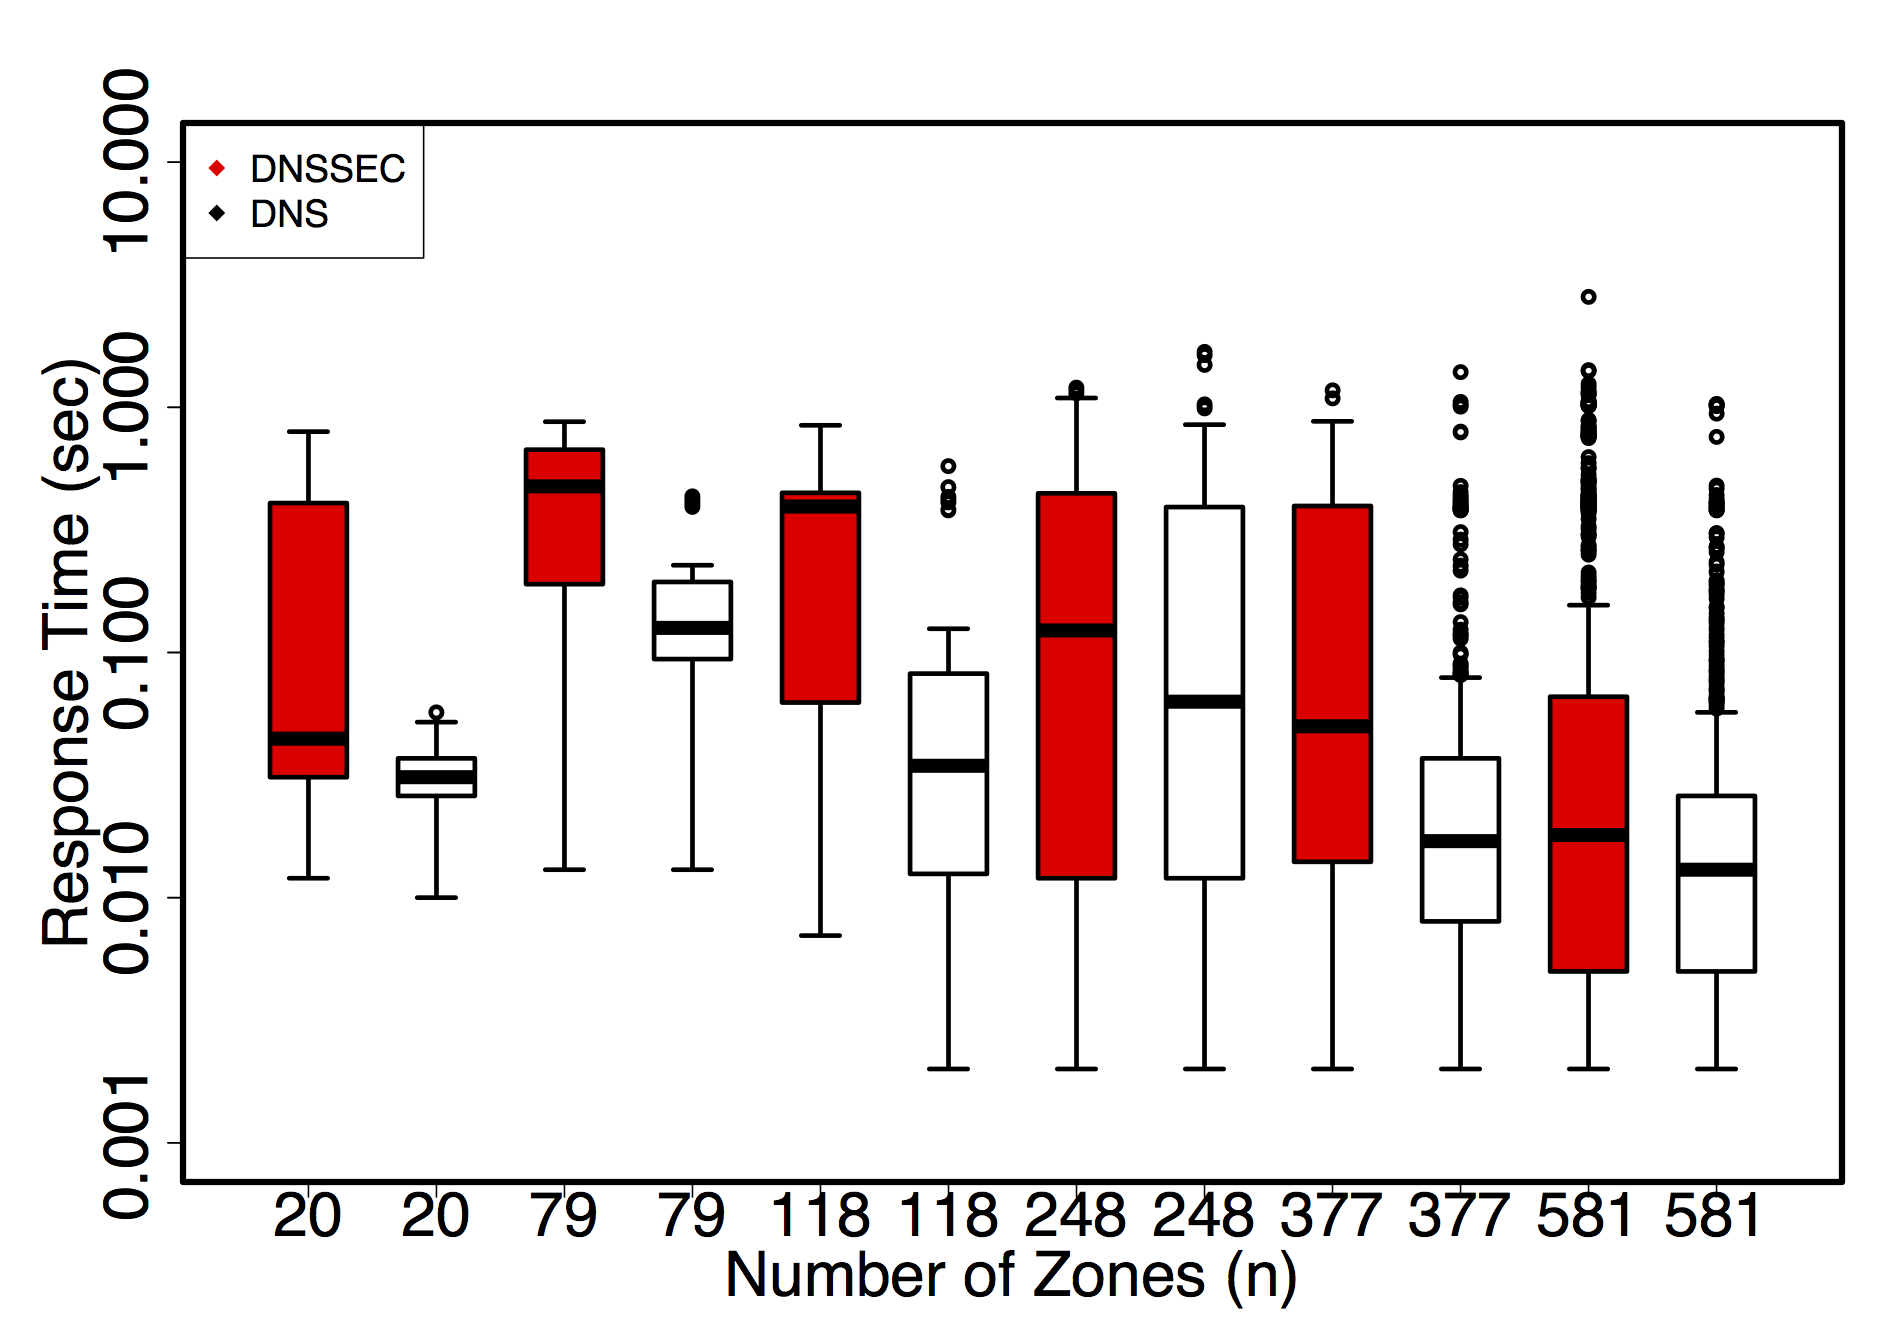 DNSSEC
DNS
Response Time (sec)
10.000
1.000
0.100
0.010
0.001
20 20 79 79 118 118 248 248 377 377 581 581
Number of Zones (n)